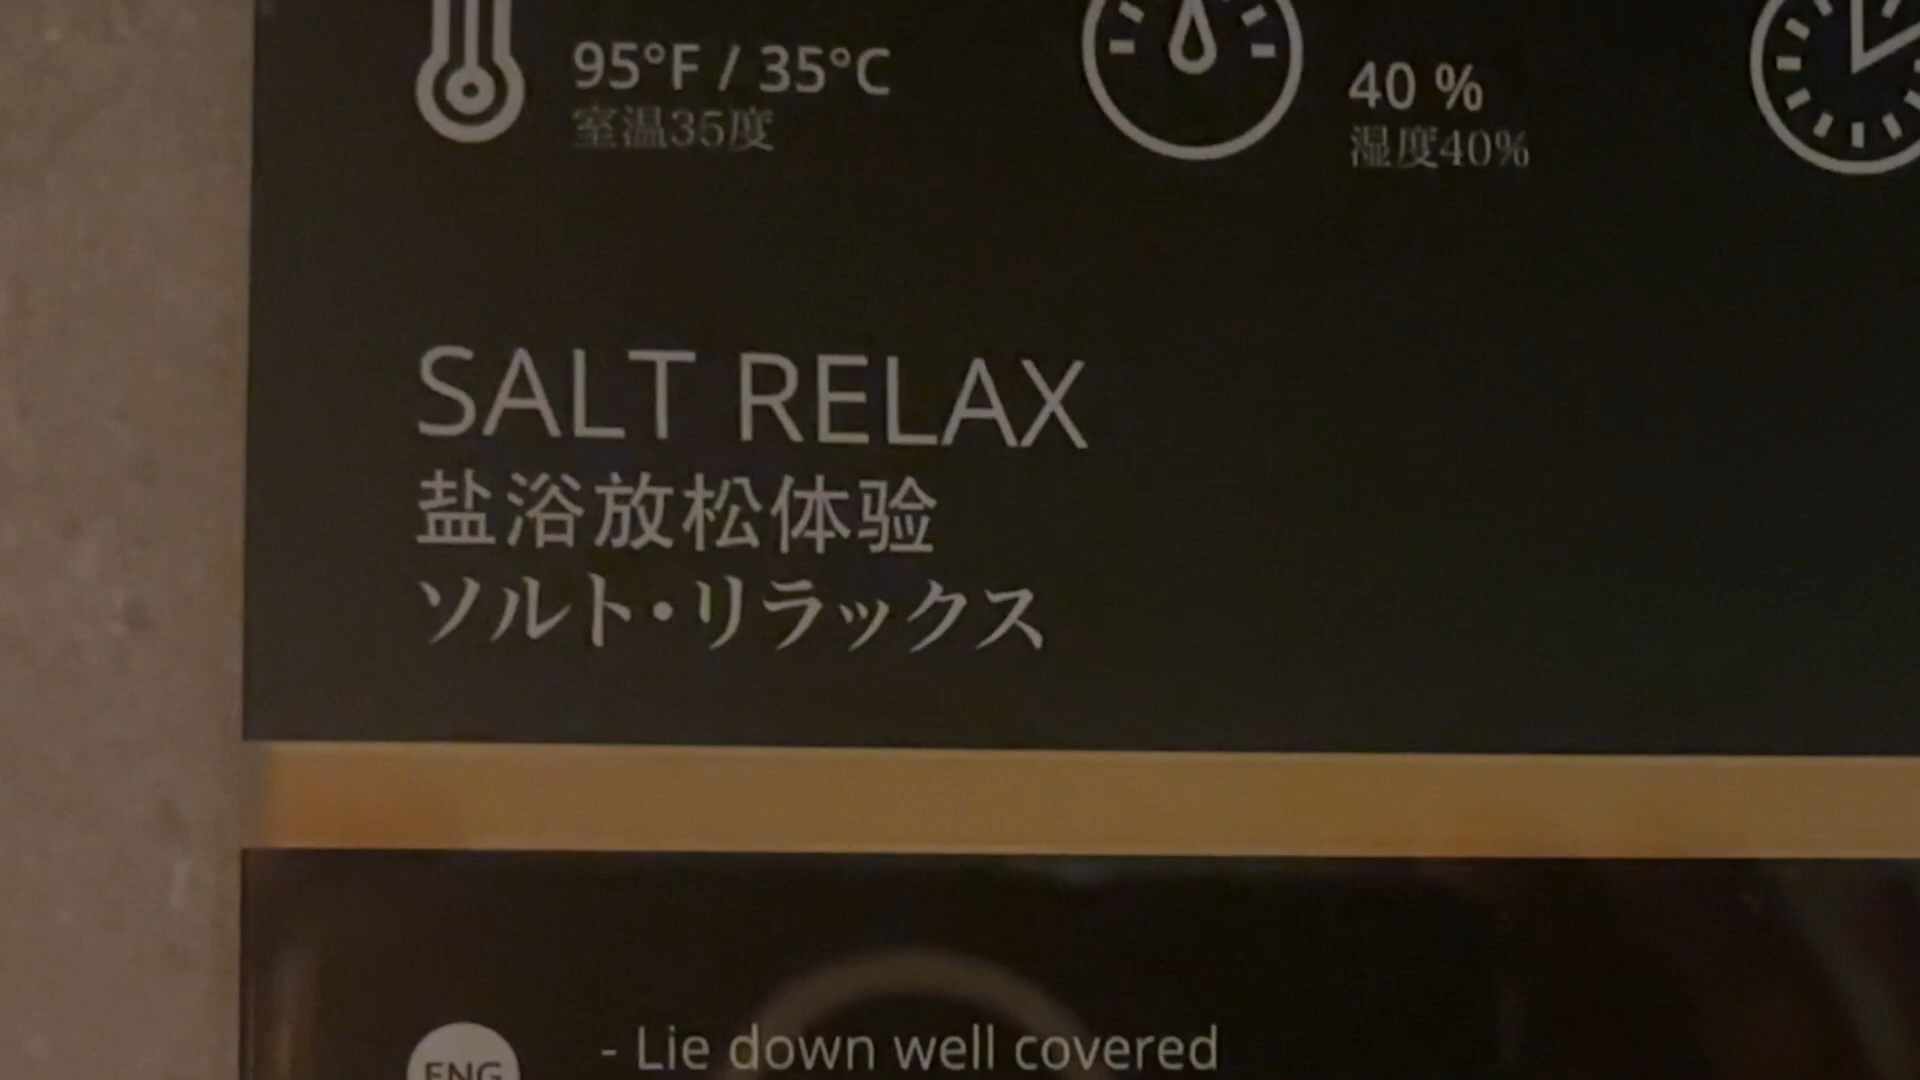 95°F / 35°C
室温35度
40 %
湿度40%
SALT RELAX
盐浴放松体验
ソルト・リラックス
ENG
- Lie down well covered